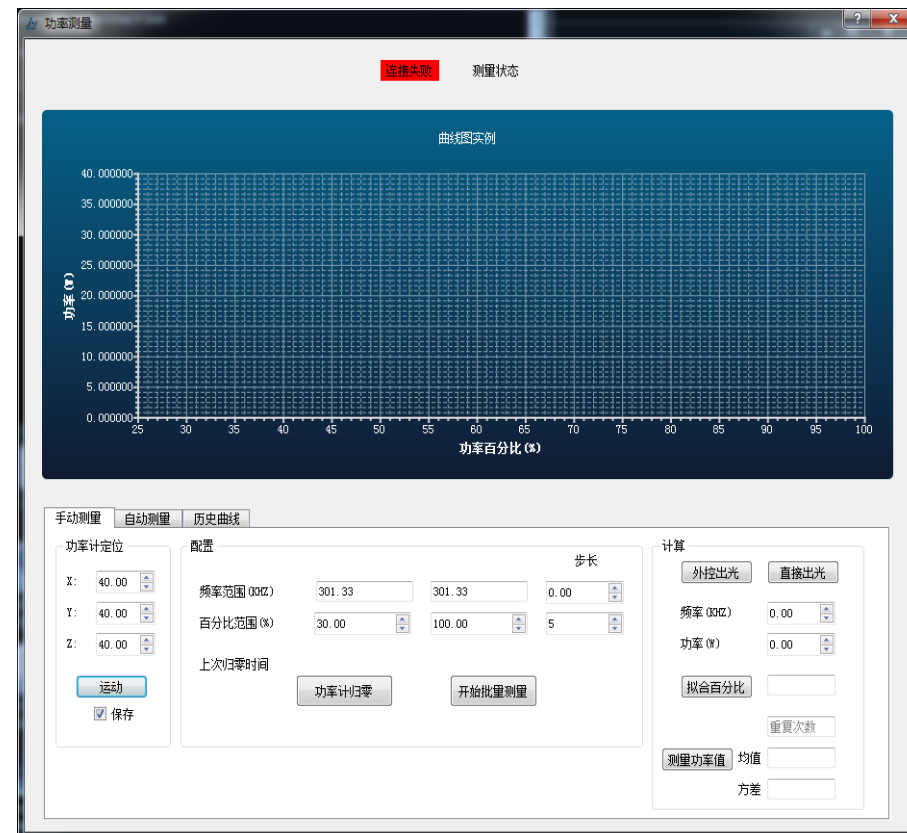 功率测量
连接失败 测量状态
曲线图实例
40.000000
35.000000
30.000000
25.000000
20.000000
15.000000
10.000000
5.000000
0.000000
功率(W)
25 30 35 40 45 50 55 60 65 70 75 80 85 90 95 100
功率百分比(%)
手动测量 自动测量 历史曲线
功率计定位
X: 40.00
Y: 40.00
Z: 40.00
运动
保存
配置
步长
频率范围(KHZ) 301.33 301.33 0.00
百分比范围(%) 30.00 100.00 5
上次归零时间
功率计归零 开始批量测量
计算
外控出光 直接出光
频率(KHZ) 0.00
功率(W) 0.00
拟合百分比
重复次数
测量功率值 均值
方差